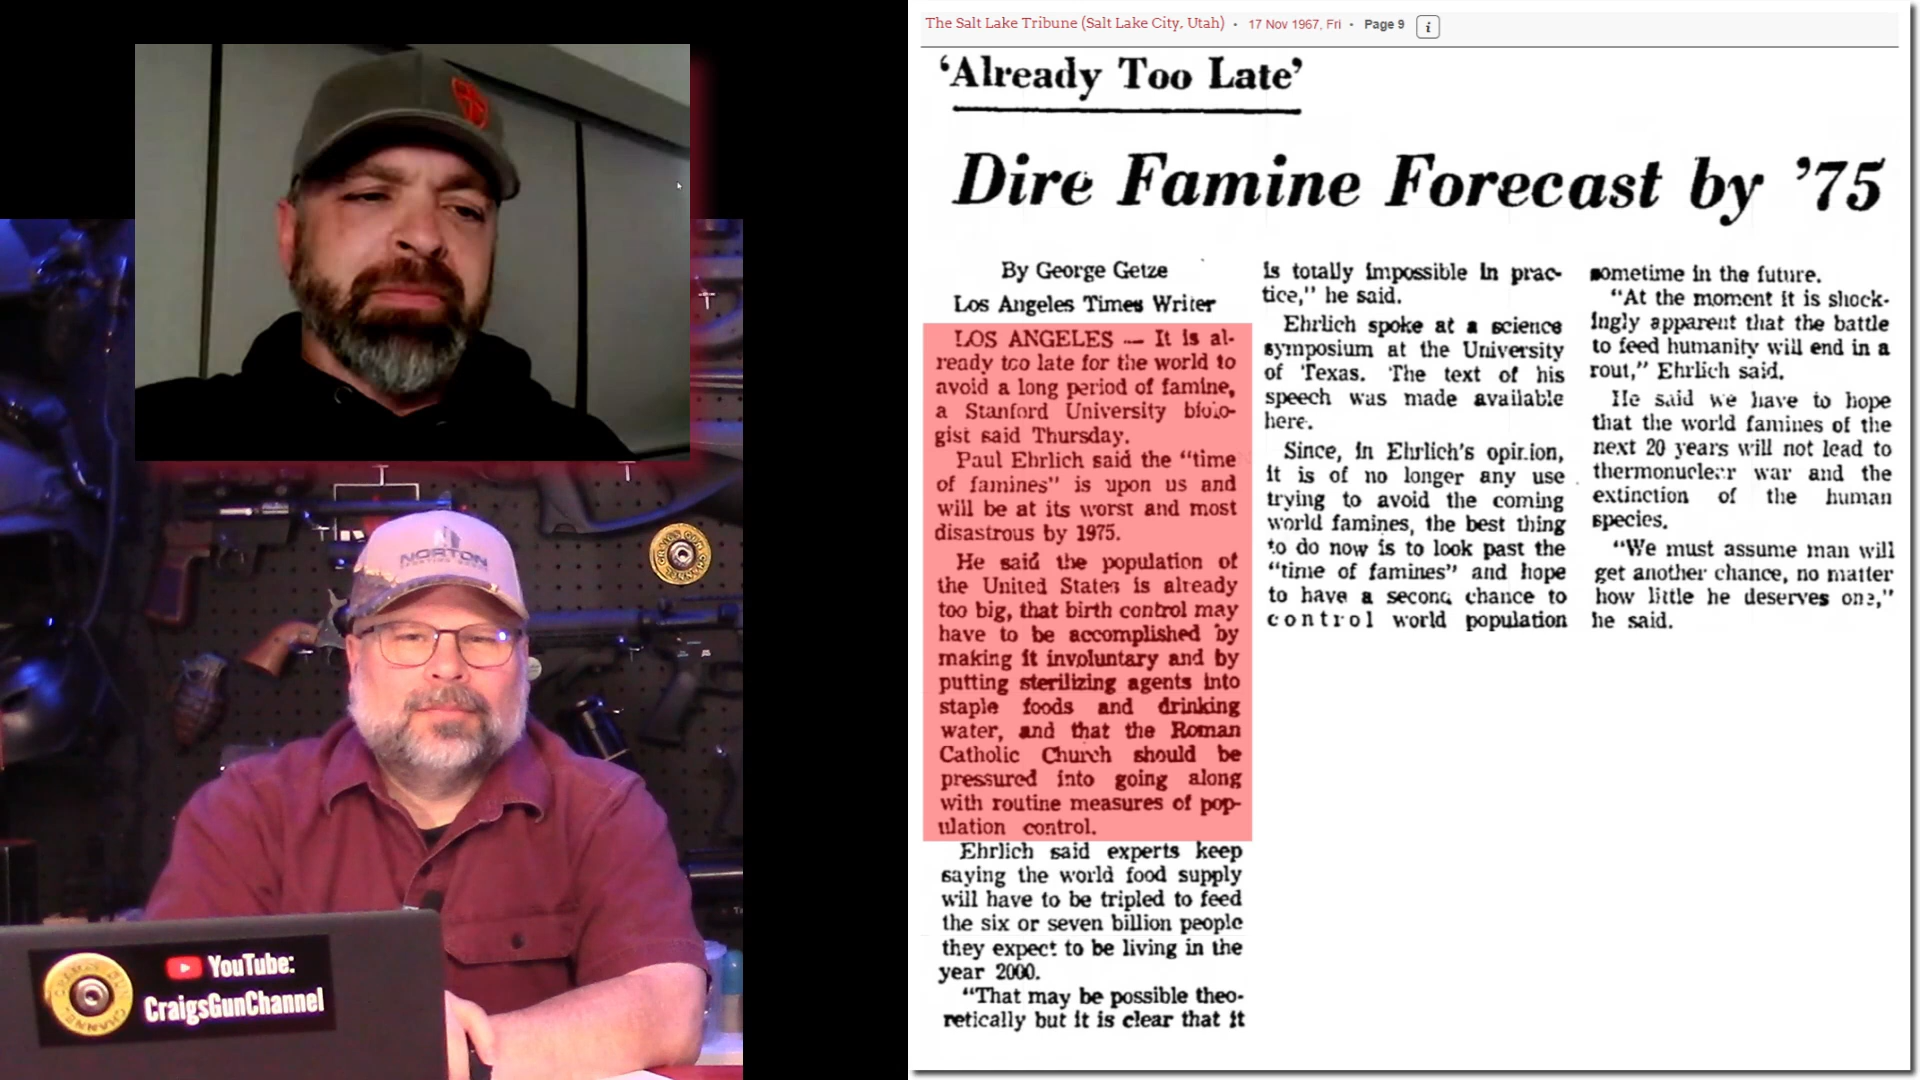 The Salt Lake Tribune (Salt Lake City, Utah) • 17 Nov 1967, Fri • Page 9
‘Already Too Late’
Dire Famine Forecast by ’75
By George Getze
Los Angeles Times Writer
LOS ANGELES — It is al-
ready too late for the world to
avoid a long period of famine,
a Stanford University biolo-
gist said Thursday.
Paul Ehrlich said the “time
of famines” is upon us and
will be at its worst and most
disastrous by 1975.
He said the population of
the United States is already
too big, that birth control may
have to be accomplished by
making it involuntary and by
putting sterilizing agents into
staple foods and drinking
water, and that the Roman
Catholic Church should be
pressured into going along
with routine measures of pop-
ulation control.
Ehrlich said experts keep
saying the world food supply
will have to be tripled to feed
the six or seven billion people
they expect to be living in the
year 2000.
“That may be possible theo-
retically but it is clear that it
is totally impossible in prac-
tice,” he said.
Ehrlich spoke at a science
symposium at the University
of Texas. The text of his
speech was made available
here.
Since, in Ehrlich's opinion,
it is of no longer any use
trying to avoid the coming
world famines, the best thing
to do now is to look past the
“time of famines” and hope
to have a second chance to
control world population
sometime in the future.
“At the moment it is shock-
ingly apparent that the battle
to feed humanity will end in a
rout,” Ehrlich said.
He said we have to hope
that the world famines of the
next 20 years will not lead to
thermonuclear war and the
extinction of the human
species.
“We must assume man will
get another chance, no matter
how little he deserves one,”
he said.
NORTON
YouTube:
CraigsGunChannel